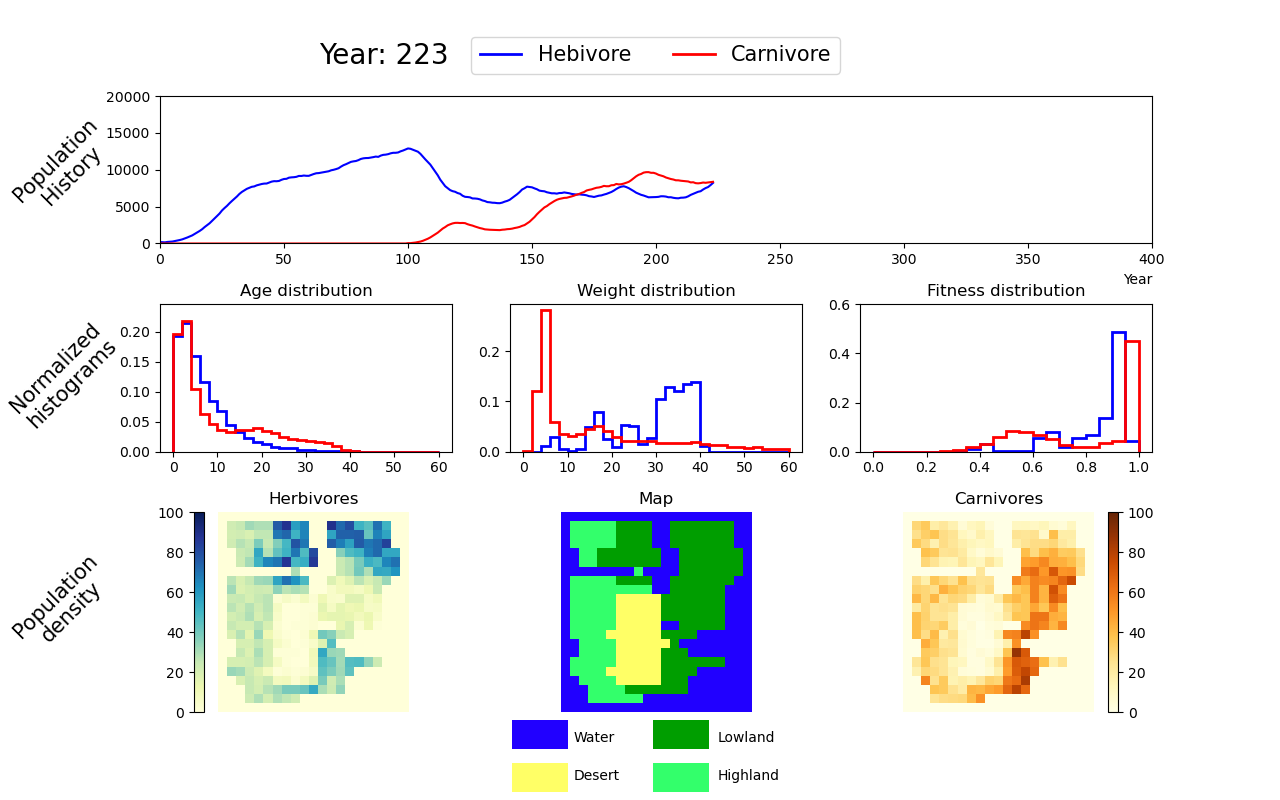 Year: 223
Hebivore
Carnivore
Population
History
20000
15000
10000
5000
0
0
50
100
150
200
250
300
350
400
Year
Normalized
histograms
Age distribution
0.20
0.15
0.10
0.05
0.00
0
20
40
60
10
30
50
Weight distribution
0.2
0.1
0.0
0
10
20
30
40
50
60
Fitness distribution
0.6
0.4
0.2
0.0
0.0
0.2
0.4
0.6
0.8
1.0
Population
density
Herbivores
100
80
60
40
20
0
Map
Carnivores
100
80
60
40
20
0
Water
Lowland
Desert
Highland